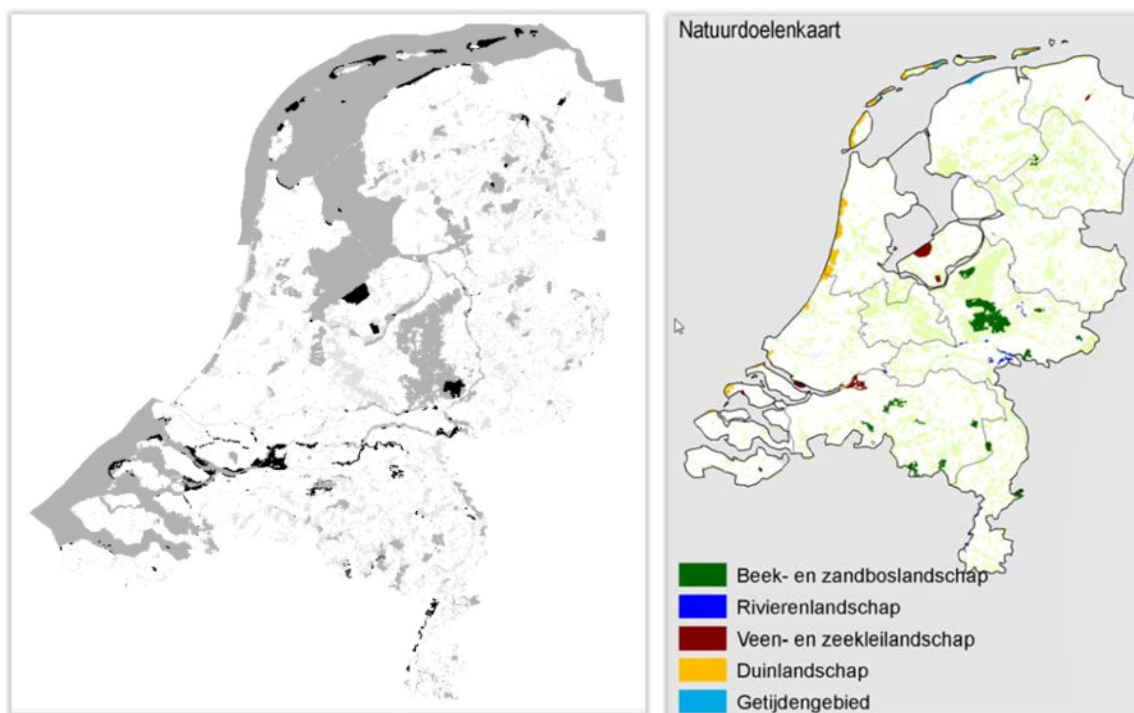 Natuurdoelenkaart
Beek- en zandboslandschap
Rivierenlandschap
Veen- en zeekleilandschap
Duinlandschap
Getijdengebied